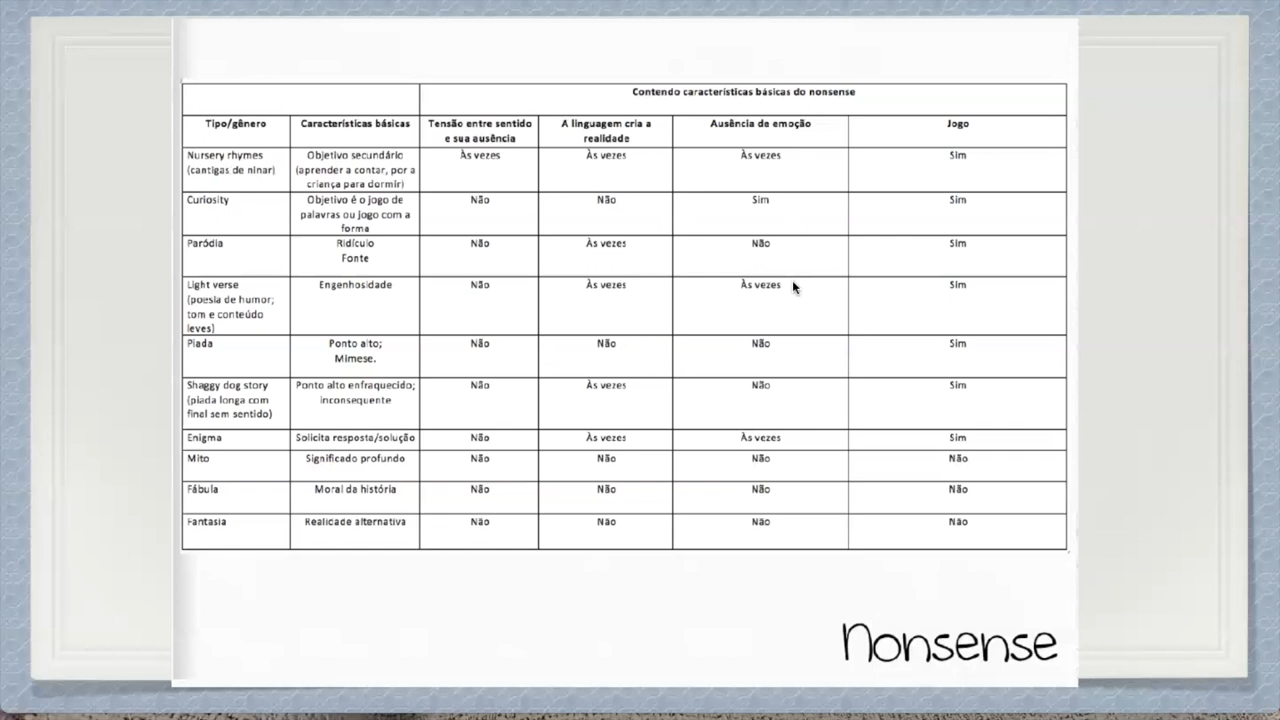 Contendo características básicas do nonsense
Tipo/gênero Características básicas Tensão entre sentido A linguagem cria a Ausência de emoção Jogo
e sua ausência realidade
Nursery rhymes Objetivo secundário Às vezes Às vezes Às vezes Sim
(cantigas de ninar) (aprender a contar, por a
criança para dormir)
Curiosity Objetivo é o jogo de Não Não Sim Sim
palavras ou jogo com a
forma
Paródia Ridículo Não Às vezes Não Sim
Fonte
Light verse Engenhosidade Não Às vezes Às vezes Sim
(poesia de humor;
tom e conteúdo
leves)
Piada Ponto alto; Não Não Não Sim
Mimese.
Shaggy dog story Ponto alto enfraquecido; Não Às vezes Não Sim
(piada longa com inconsequente
final sem sentido)
Enigma Solicita resposta/solução Não Às vezes Às vezes Sim
Mito Significado profundo Não Não Não Não
Fábula Moral da história Não Não Não Não
Fantasia Realidade alternativa Não Não Não Não
Nonsense